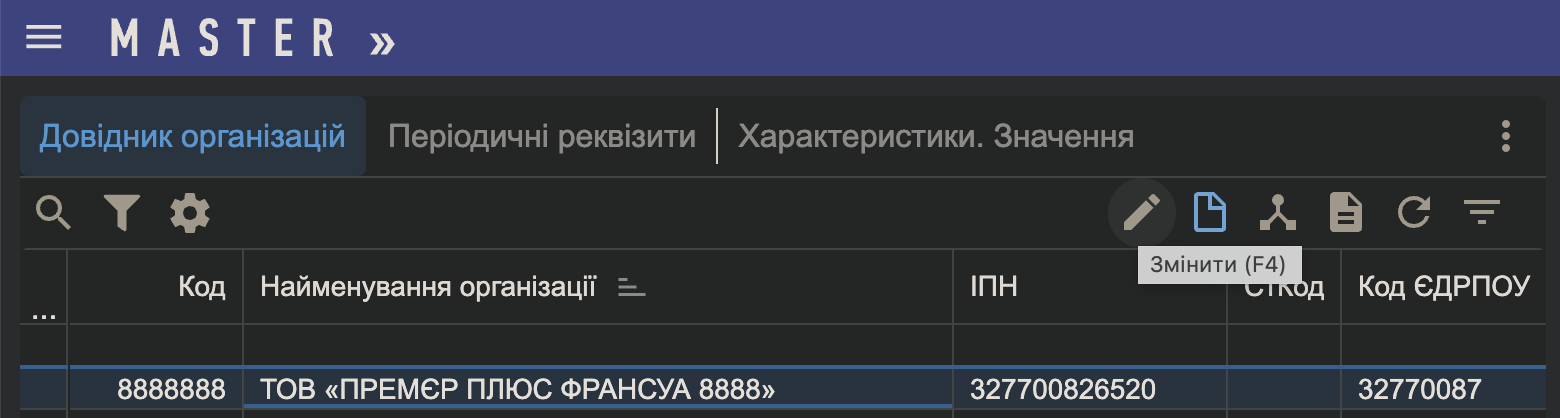 MASTER »
Довідник організацій Періодичні реквізити Характеристики. Значення
Змінити (F4)
... Код Найменування організації ІПН СтКод Код ЄДРПОУ
8888888 ТОВ «ПРЕМЄР ПЛЮС ФРАНСУА 8888» 327700826520 32770087